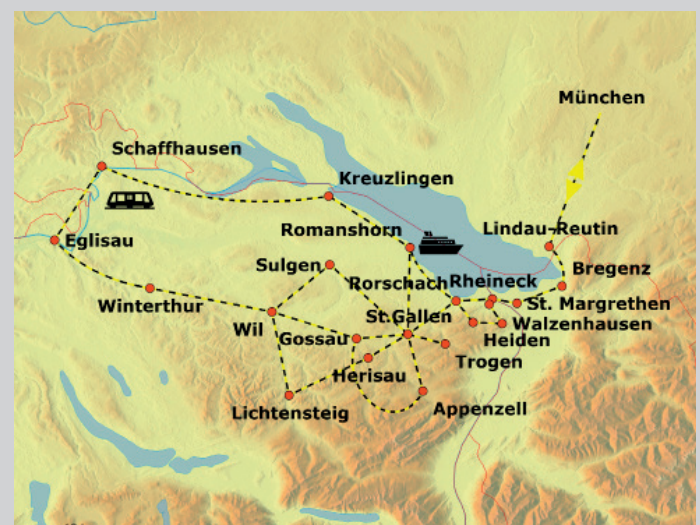 München
Schaffhausen
Kreuzlingen
Romanshorn
Lindau-Reutin
Eglisau
Sulgen
Bregenz
Rorschach
Rheineck
Winterthur
St. Margrethen
Wil
St.Gallen
Walzenhausen
Gossau
Heiden
Trogen
Herisau
Lichtensteig
Appenzell